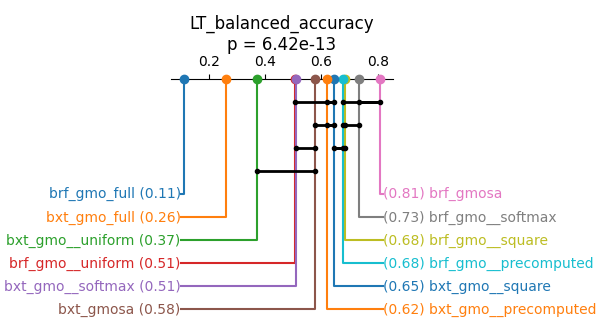 LT_balanced_accuracy
p = 6.42e-13
0.2 0.4 0.6 0.8
brf_gmo_full (0.11)
(0.81) brf_gmosa
bxt_gmo_full (0.26)
(0.73) brf_gmo__softmax
bxt_gmo__uniform (0.37)
(0.68) brf_gmo__square
brf_gmo__uniform (0.51)
(0.68) brf_gmo__precomputed
bxt_gmo__softmax (0.51)
(0.65) bxt_gmo__square
bxt_gmosa (0.58)
(0.62) bxt_gmo__precomputed